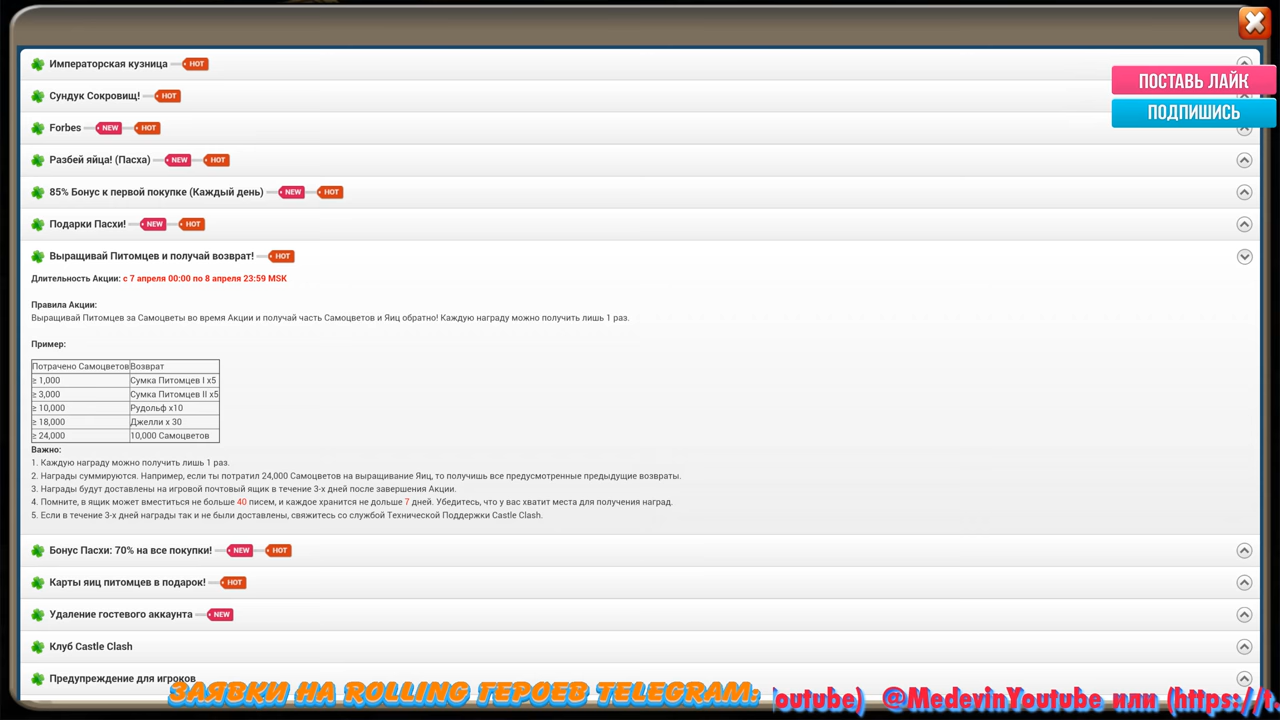 Императорская кузница HOT
Сундук Сокровищ! HOT
ПОСТАВЬ ЛАЙК
ПОДПИШИСЬ
Forbes NEW HOT
Разбей яйца! (Пасха) NEW HOT
85% Бонус к первой покупке (Каждый день) NEW HOT
Подарки Пасхи! NEW HOT
Выращивай Питомцев и получай возврат! HOT
Длительность Акции: с 7 апреля 00:00 по 8 апреля 23:59 MSK
Правила Акции:
Выращивай Питомцев за Самоцветы во время Акции и получай часть Самоцветов и Яиц обратно! Каждую награду можно получить лишь 1 раз.
Пример:
Потрачено Самоцветов Возврат
≥ 1,000 Сумка Питомцев I x5
≥ 3,000 Сумка Питомцев II x5
≥ 10,000 Рудольф x10
≥ 18,000 Джелли x 30
≥ 24,000 10,000 Самоцветов
Важно:
1. Каждую награду можно получить лишь 1 раз.
2. Награды суммируются. Например, если ты потратил 24,000 Самоцветов на выращивание Яиц, то получишь все предусмотренные предыдущие возвраты.
3. Награды будут доставлены на игровой почтовый ящик в течение 3-х дней после завершения Акции.
4. Помните, в ящик может вместиться не больше 40 писем, и каждое хранится не дольше 7 дней. Убедитесь, что у вас хватит места для получения наград.
5. Если в течение 3-х дней награды так и не были доставлены, свяжитесь со службой Технической Поддержки Castle Clash.
Бонус Пасхи: 70% на все покупки! NEW HOT
Карты яиц питомцев в подарок! HOT
Удаление гостевого аккаунта NEW
Клуб Castle Clash
Предупреждение для игроков
ЗАЯВКИ НА ROLLING ГЕРОЕВ TELEGRAM: outube) @MedevinYoutube или (https://t